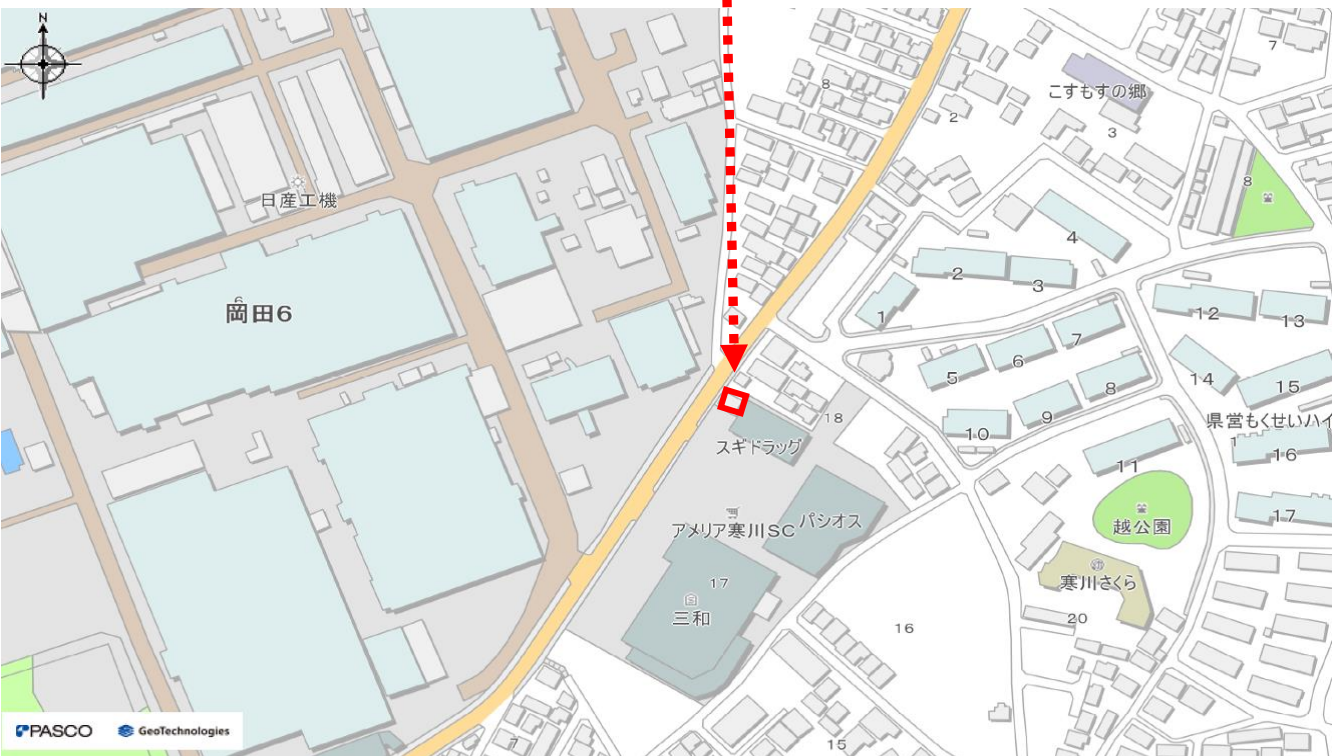 N
7
こすもすの郷
8
2
3
8
日産工機
4
2
3
6
岡田6
1
12
13
7
6
5
14
8
15
9
18
県営もくせいハイ
10
スギドラッグ
1
16
11
パシオス
アメリア寒川SC
17
越公園
17
寒川さくら
三和
20
16
PASCO
GeoTechnologies
7
15